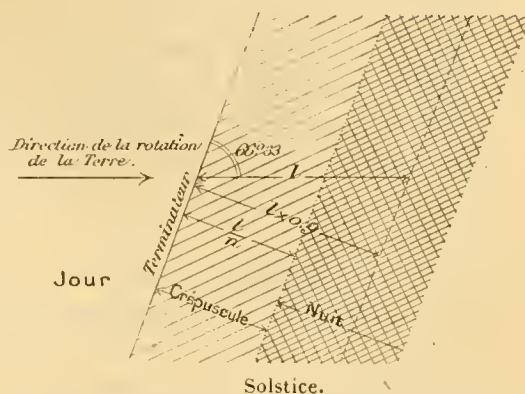 Direction de la rotation
de la Terre.
66°33
l
l×0,9
l
n
Terminateur
Jour
Crépuscule
Nuit
Solstice.